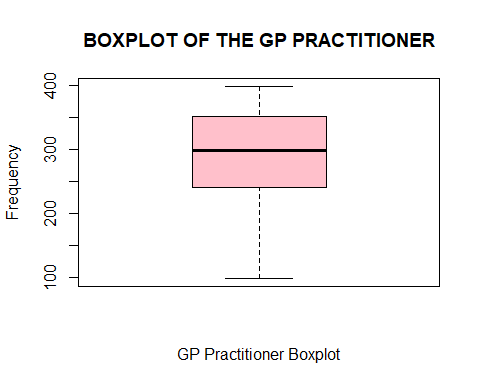 BOXPLOT OF THE GP PRACTITIONER
400
300
200
100
Frequency
GP Practitioner Boxplot